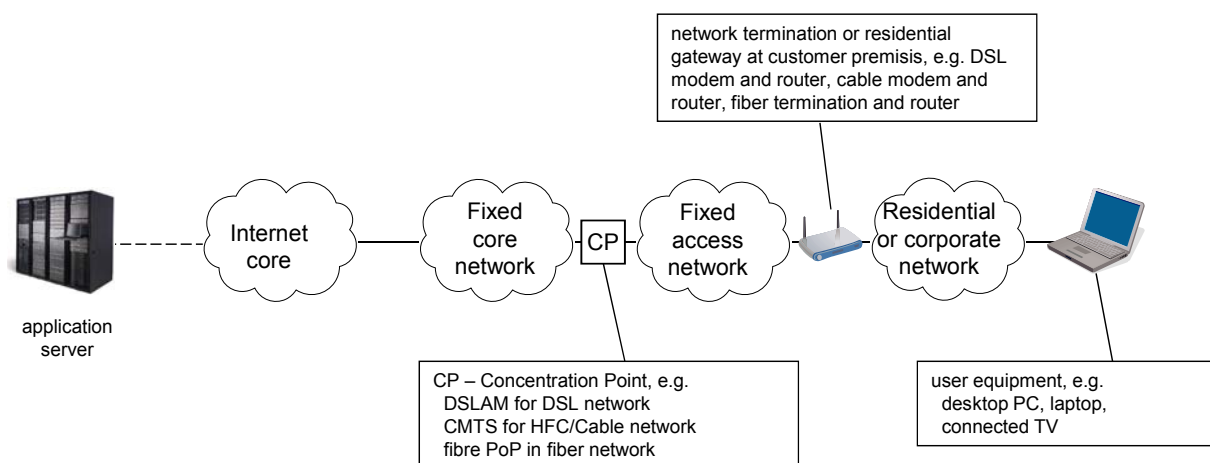 network termination or residential
gateway at customer premisis, e.g. DSL
modem and router, cable modem and
router, fiber termination and router
application
server
Internet
core
Fixed
core
network
CP
Fixed
access
network
Residential
or corporate
network
CP – Concentration Point, e.g.
DSLAM for DSL network
CMTS for HFC/Cable network
fibre PoP in fiber network
user equipment, e.g.
desktop PC, laptop,
connected TV